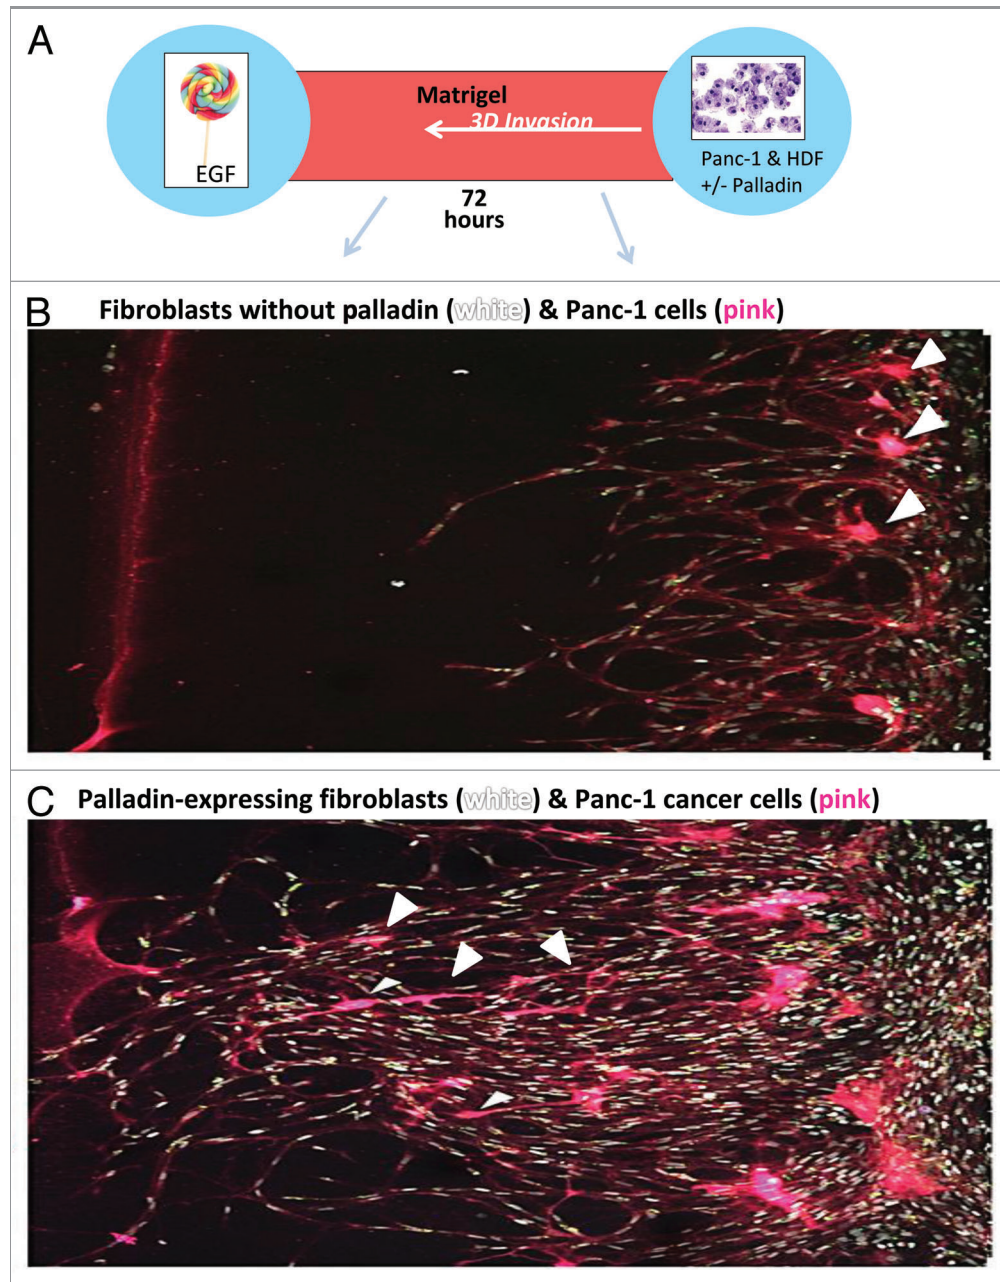 A
EGF
Matrigel
3D Invasion
Panc-1 & HDF
+/- Palladin
72
hours
B
Fibroblasts without palladin (white) & Panc-1 cells (pink)
C
Palladin-expressing fibroblasts (white) & Panc-1 cancer cells (pink)